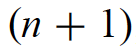 (n + 1)